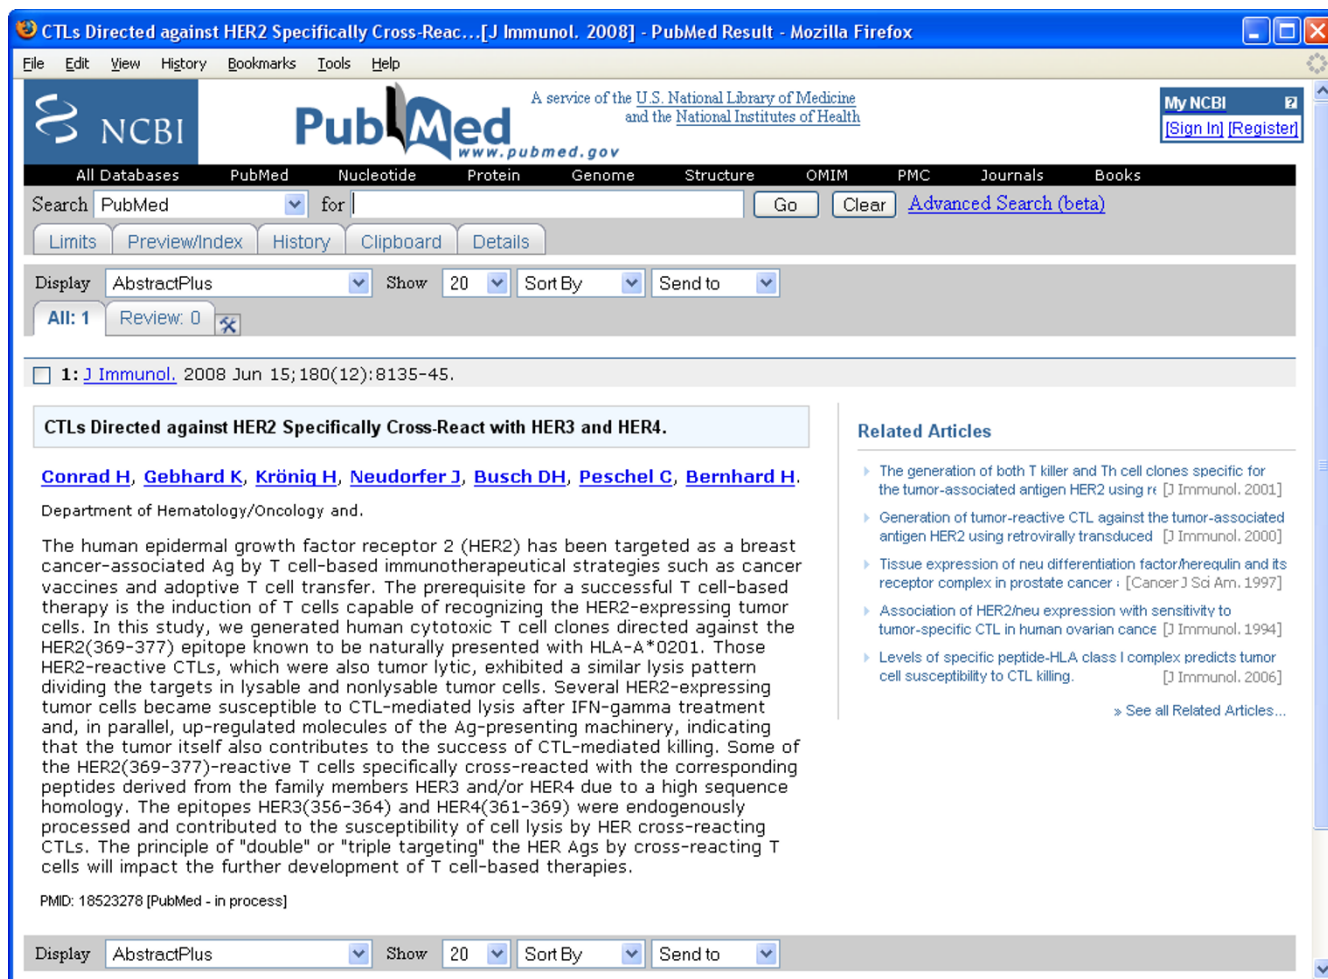 CTLs Directed against HER2 Specifically Cross-Reac...[J Immunol. 2008] - PubMed Result - Mozilla Firefox
File Edit View History Bookmarks Tools Help
NCBI
PubMed
www.pubmed.gov
A service of the U.S. National Library of Medicine
and the National Institutes of Health
My NCBI ?
[Sign In] [Register]
All Databases PubMed Nucleotide Protein Genome Structure OMIM PMC Journals Books
Search PubMed for Go Clear Advanced Search (beta)
Limits Preview/Index History Clipboard Details
Display AbstractPlus Show 20 Sort By Send to
All: 1 Review: 0
1: J Immunol. 2008 Jun 15;180(12):8135-45.
CTLs Directed against HER2 Specifically Cross-React with HER3 and HER4.
Conrad H, Gebhard K, Krönig H, Neudorfer J, Busch DH, Peschel C, Bernhard H.
Department of Hematology/Oncology and.
The human epidermal growth factor receptor 2 (HER2) has been targeted as a breast
cancer-associated Ag by T cell-based immunotherapeutical strategies such as cancer
vaccines and adoptive T cell transfer. The prerequisite for a successful T cell-based
therapy is the induction of T cells capable of recognizing the HER2-expressing tumor
cells. In this study, we generated human cytotoxic T cell clones directed against the
HER2(369-377) epitope known to be naturally presented with HLA-A*0201. Those
HER2-reactive CTLs, which were also tumor lytic, exhibited a similar lysis pattern
dividing the targets in lysable and nonlysable tumor cells. Several HER2-expressing
tumor cells became susceptible to CTL-mediated lysis after IFN-gamma treatment
and, in parallel, up-regulated molecules of the Ag-presenting machinery, indicating
that the tumor itself also contributes to the success of CTL-mediated killing. Some of
the HER2(369-377)-reactive T cells specifically cross-reacted with the corresponding
peptides derived from the family members HER3 and/or HER4 due to a high sequence
homology. The epitopes HER3(356-364) and HER4(361-369) were endogenously
processed and contributed to the susceptibility of cell lysis by HER cross-reacting
CTLs. The principle of "double" or "triple targeting" the HER Ags by cross-reacting T
cells will impact the further development of T cell-based therapies.
PMID: 18523278 [PubMed - in process]
Related Articles
The generation of both T killer and Th cell clones specific for
the tumor-associated antigen HER2 using re [J Immunol. 2001]
Generation of tumor-reactive CTL against the tumor-associated
antigen HER2 using retrovirally transduced [J Immunol. 2000]
Tissue expression of neu differentiation factor/heregulin and its
receptor complex in prostate cancer [Cancer J Sci Am. 1997]
Association of HER2/neu expression with sensitivity to
tumor-specific CTL in human ovarian cance [J Immunol. 1994]
Levels of specific peptide-HLA class I complex predicts tumor
cell susceptibility to CTL killing. [J Immunol. 2006]
» See all Related Articles...
Display AbstractPlus Show 20 Sort By Send to